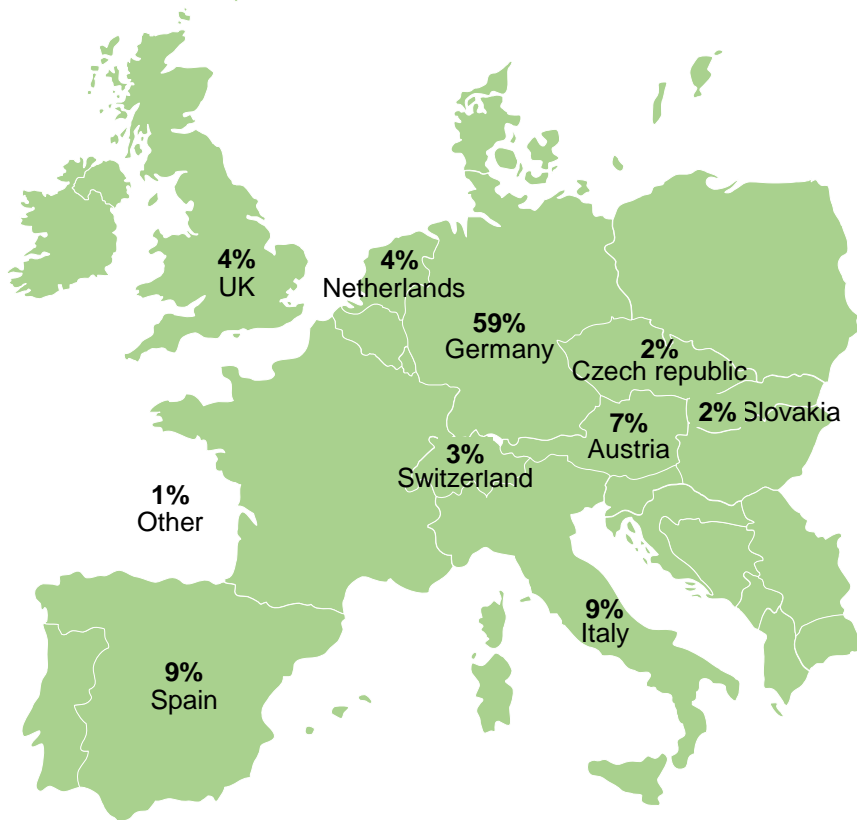 4%
UK
4%
Netherlands
59%
Germany
2%
Czech republic
2% Slovakia
7%
Austria
3%
Switzerland
1%
Other
9%
Italy
9%
Spain